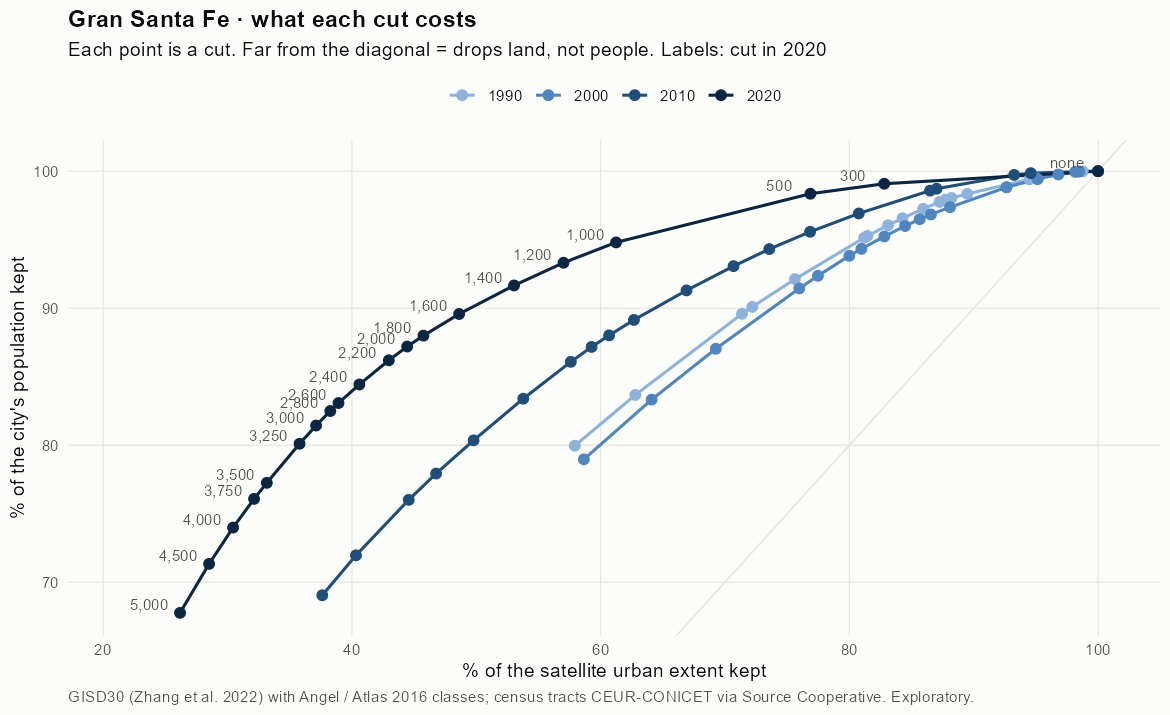 Gran Santa Fe · what each cut costs
Each point is a cut. Far from the diagonal = drops land, not people. Labels: cut in 2020
1990 2000 2010 2020
% of the city's population kept
100
90
80
70
none
300
500
1,000
1,200
1,400
1,600
1,800
2,000
2,200
2,400
2,600
2,800
3,000
3,250
3,500
3,750
4,000
4,500
5,000
20 40 60 80 100
% of the satellite urban extent kept
GISD30 (Zhang et al. 2022) with Angel / Atlas 2016 classes; census tracts CEUR-CONICET via Source Cooperative. Exploratory.